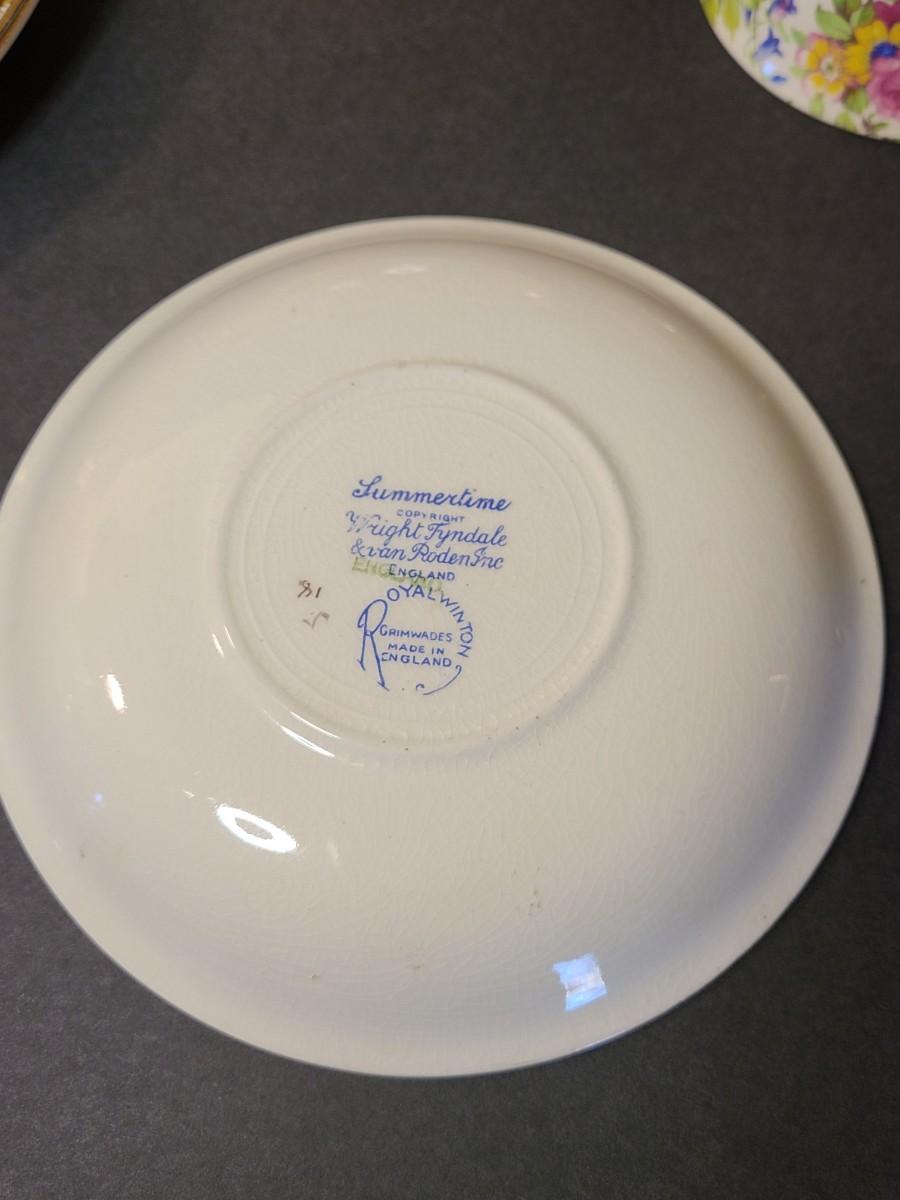 Summertime
COPYRIGHT
Wright Tyndale
& van Roden Inc
ENGLAND
ENGLAND
ROYAL WINTON
GRIMWADES
MADE IN
ENGLAND